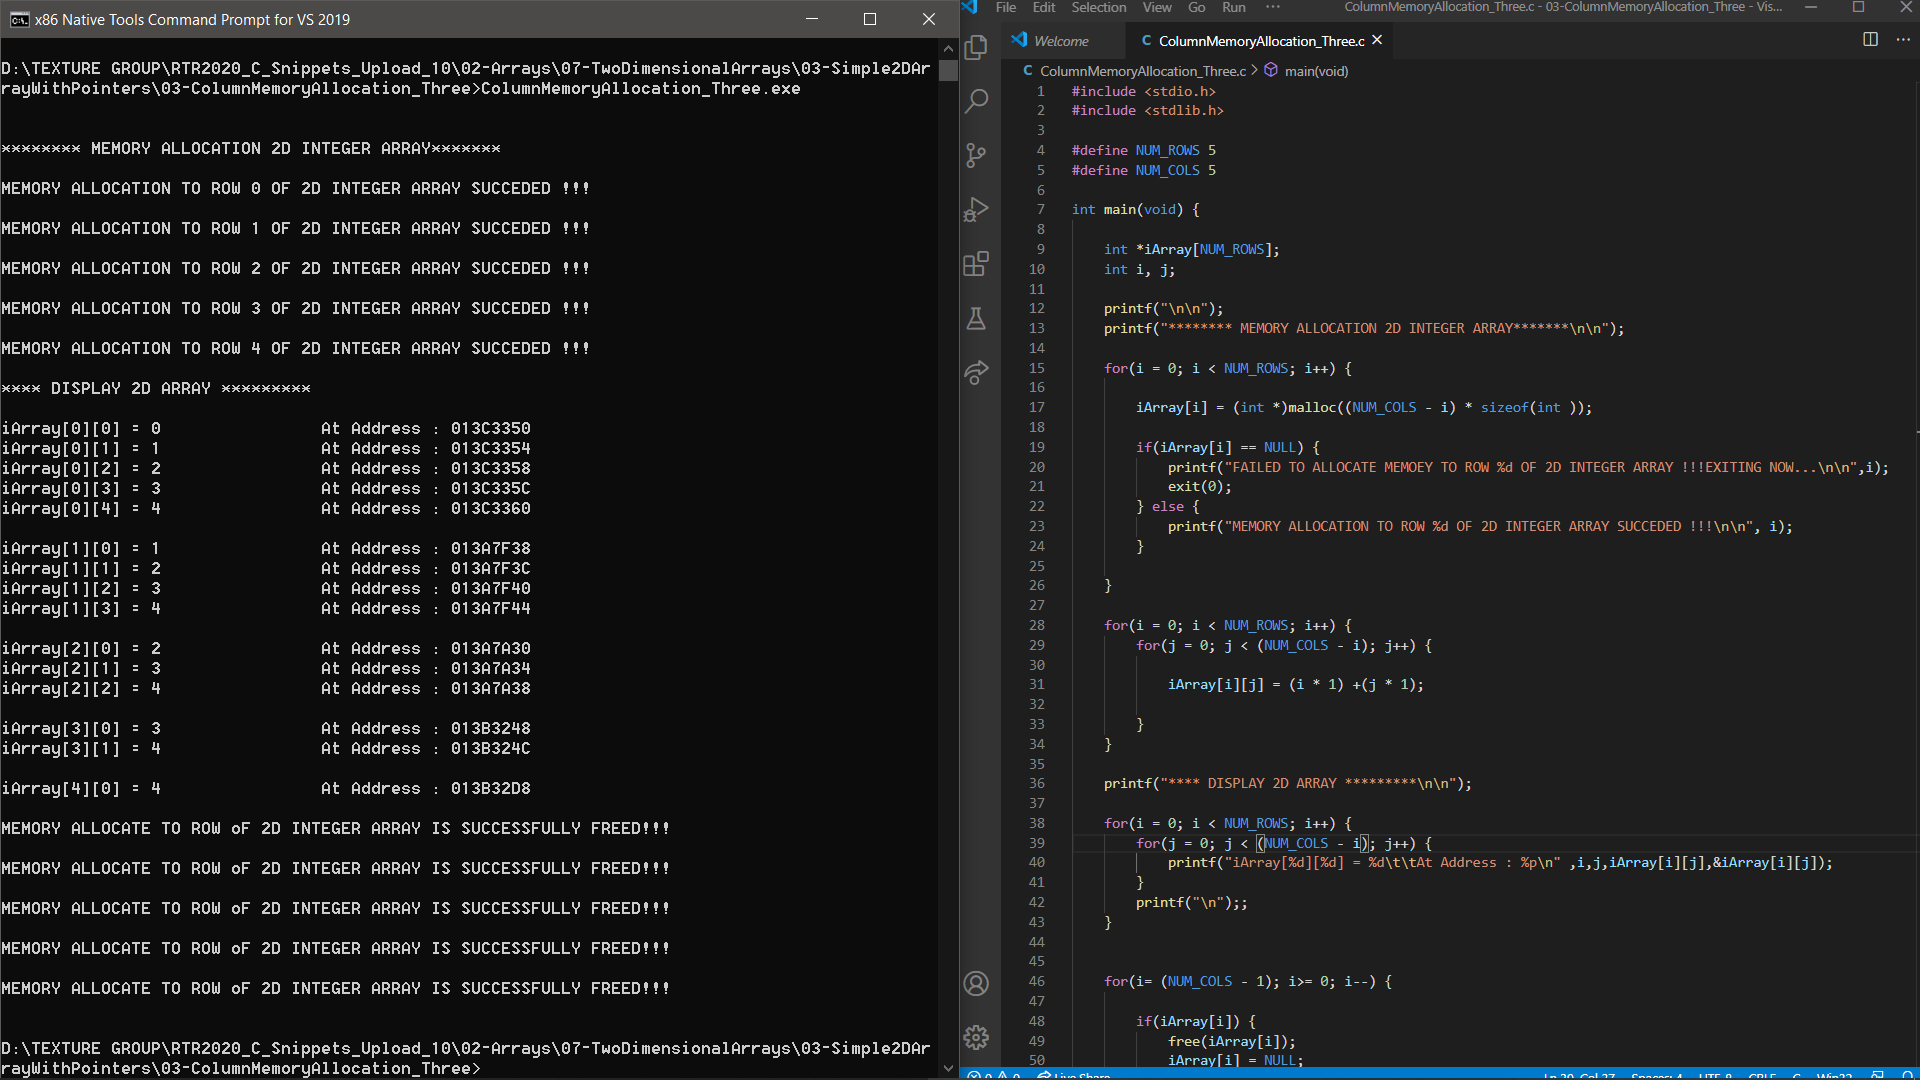 x86 Native Tools Command Prompt for VS 2019
D:\TEXTURE GROUP\RTR2020_C_Snippets_Upload_10\02-Arrays\07-TwoDimensionalArrays\03-Simple2DAr
rayWithPointers\03-ColumnMemoryAllocation_Three>ColumnMemoryAllocation_Three.exe
******** MEMORY ALLOCATION 2D INTEGER ARRAY*******
MEMORY ALLOCATION TO ROW 0 OF 2D INTEGER ARRAY SUCCEDED !!!
MEMORY ALLOCATION TO ROW 1 OF 2D INTEGER ARRAY SUCCEDED !!!
MEMORY ALLOCATION TO ROW 2 OF 2D INTEGER ARRAY SUCCEDED !!!
MEMORY ALLOCATION TO ROW 3 OF 2D INTEGER ARRAY SUCCEDED !!!
MEMORY ALLOCATION TO ROW 4 OF 2D INTEGER ARRAY SUCCEDED !!!
**** DISPLAY 2D ARRAY *********
iArray[0][0] = 0 At Address : 013C3350
iArray[0][1] = 1 At Address : 013C3354
iArray[0][2] = 2 At Address : 013C3358
iArray[0][3] = 3 At Address : 013C335C
iArray[0][4] = 4 At Address : 013C3360
iArray[1][0] = 1 At Address : 013A7F38
iArray[1][1] = 2 At Address : 013A7F3C
iArray[1][2] = 3 At Address : 013A7F40
iArray[1][3] = 4 At Address : 013A7F44
iArray[2][0] = 2 At Address : 013A7A30
iArray[2][1] = 3 At Address : 013A7A34
iArray[2][2] = 4 At Address : 013A7A38
iArray[3][0] = 3 At Address : 013B3248
iArray[3][1] = 4 At Address : 013B324C
iArray[4][0] = 4 At Address : 013B32D8
MEMORY ALLOCATE TO ROW oF 2D INTEGER ARRAY IS SUCCESSFULLY FREED!!!
MEMORY ALLOCATE TO ROW oF 2D INTEGER ARRAY IS SUCCESSFULLY FREED!!!
MEMORY ALLOCATE TO ROW oF 2D INTEGER ARRAY IS SUCCESSFULLY FREED!!!
MEMORY ALLOCATE TO ROW oF 2D INTEGER ARRAY IS SUCCESSFULLY FREED!!!
MEMORY ALLOCATE TO ROW oF 2D INTEGER ARRAY IS SUCCESSFULLY FREED!!!
D:\TEXTURE GROUP\RTR2020_C_Snippets_Upload_10\02-Arrays\07-TwoDimensionalArrays\03-Simple2DAr
rayWithPointers\03-ColumnMemoryAllocation_Three>
File Edit Selection View Go Run ··· ColumnMemoryAllocation_Three.c - 03-ColumnMemoryAllocation_Three - Vis...
Welcome C ColumnMemoryAllocation_Three.c
C ColumnMemoryAllocation_Three.c > main(void)
1 #include <stdio.h>
2 #include <stdlib.h>
3
4 #define NUM_ROWS 5
5 #define NUM_COLS 5
6
7 int main(void) {
8
9 int *iArray[NUM_ROWS];
10 int i, j;
11
12 printf("\n\n");
13 printf("******** MEMORY ALLOCATION 2D INTEGER ARRAY*******\n\n");
14
15 for(i = 0; i < NUM_ROWS; i++) {
16
17 iArray[i] = (int *)malloc((NUM_COLS - i) * sizeof(int ));
18
19 if(iArray[i] == NULL) {
20 printf("FAILED TO ALLOCATE MEMOEY TO ROW %d OF 2D INTEGER ARRAY !!!EXITING NOW...\n\n",i);
21 exit(0);
22 } else {
23 printf("MEMORY ALLOCATION TO ROW %d OF 2D INTEGER ARRAY SUCCEDED !!!\n\n", i);
24 }
25
26 }
27
28 for(i = 0; i < NUM_ROWS; i++) {
29 for(j = 0; j < (NUM_COLS - i); j++) {
30
31 iArray[i][j] = (i * 1) +(j * 1);
32
33 }
34 }
35
36 printf("**** DISPLAY 2D ARRAY *********\n\n");
37
38 for(i = 0; i < NUM_ROWS; i++) {
39 for(j = 0; j < (NUM_COLS - i); j++) {
40 printf("iArray[%d][%d] = %d\t\tAt Address : %p\n" ,i,j,iArray[i][j],&iArray[i][j]);
41 }
42 printf("\n");;
43 }
44
45
46 for(i= (NUM_COLS - 1); i>= 0; i--) {
47
48 if(iArray[i]) {
49 free(iArray[i]);
50 iArray[i] = NULL;
0 0 Live Share Ln 39, Col 37 Spaces: 4 UTF-8 CRLF C Win32